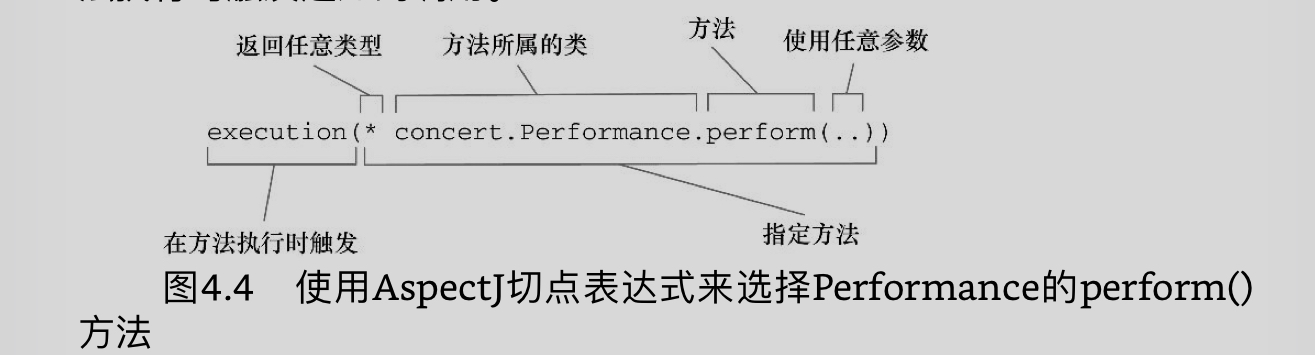 返回任意类型 方法所属的类 方法 使用任意参数
execution(* concert.Performance.perform(..))
在方法执行时触发 指定方法
图4.4 使用AspectJ切点表达式来选择Performance的perform()
方法